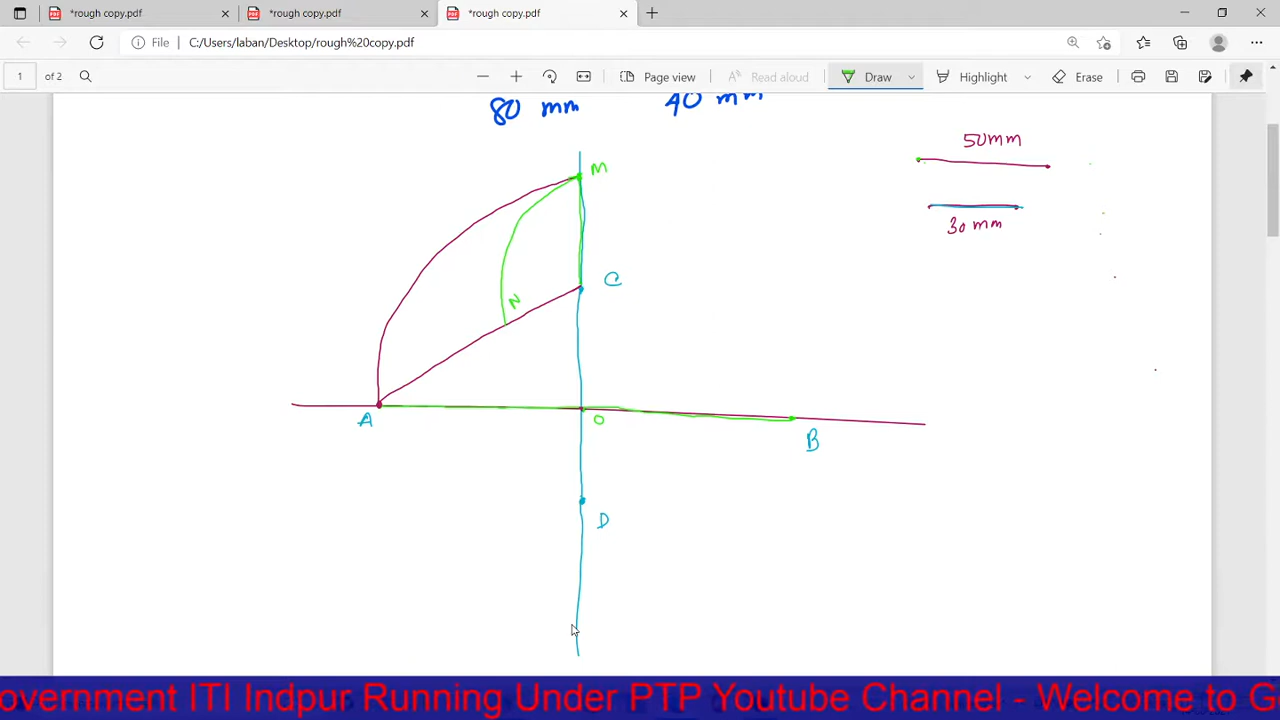 *rough copy.pdf
*rough copy.pdf
*rough copy.pdf
File C:/Users/laban/Desktop/rough%20copy.pdf
1 of 2
Page view
Read aloud
Draw
Highlight
Erase
80 mm 40 mm
50mm
30 mm
M
C
N
A
O
B
D
overnment ITI Indpur Running Under PTP Youtube Channel - Welcome to G